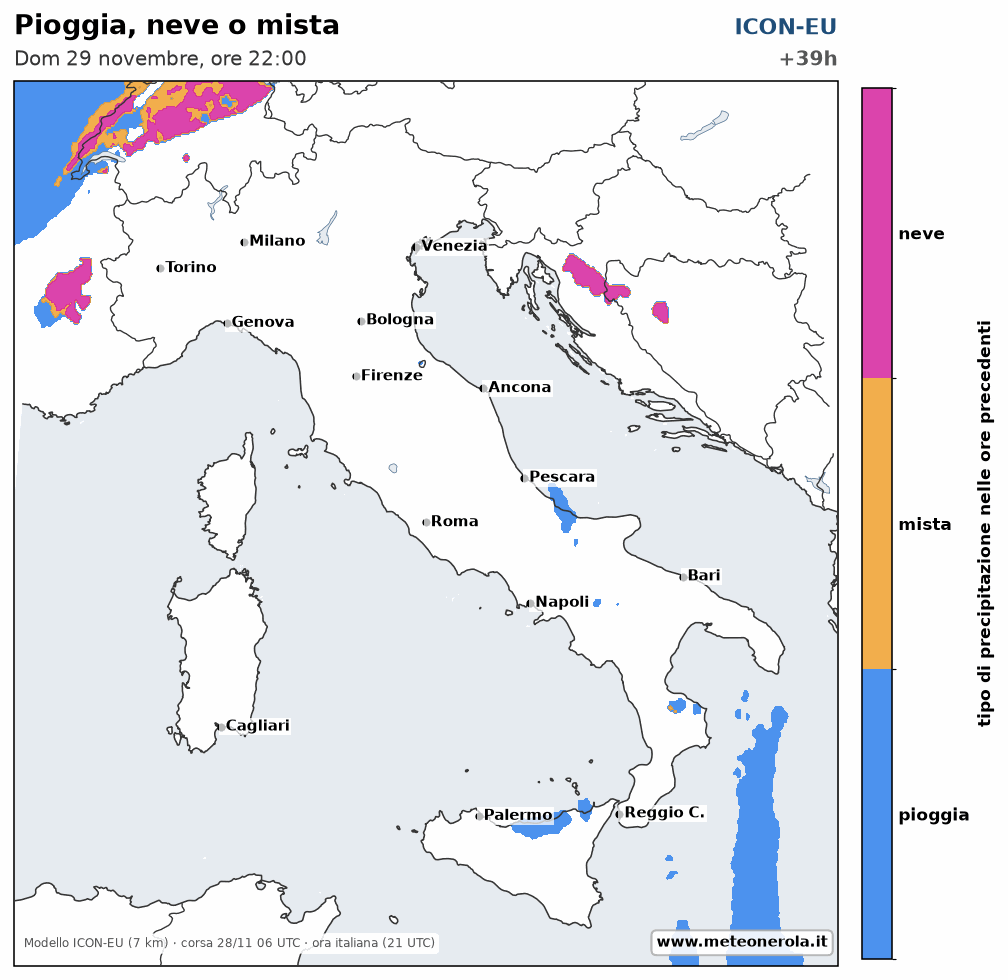 Pioggia, neve o mista
ICON-EU
Dom 29 novembre, ore 22:00
+39h
neve
mista
pioggia
tipo di precipitazione nelle ore precedenti
Milano
Venezia
Torino
Genova
Bologna
Firenze
Ancona
Pescara
Roma
Bari
Napoli
Cagliari
Palermo
Reggio C.
Modello ICON-EU (7 km) · corsa 28/11 06 UTC · ora italiana (21 UTC)
www.meteonerola.it